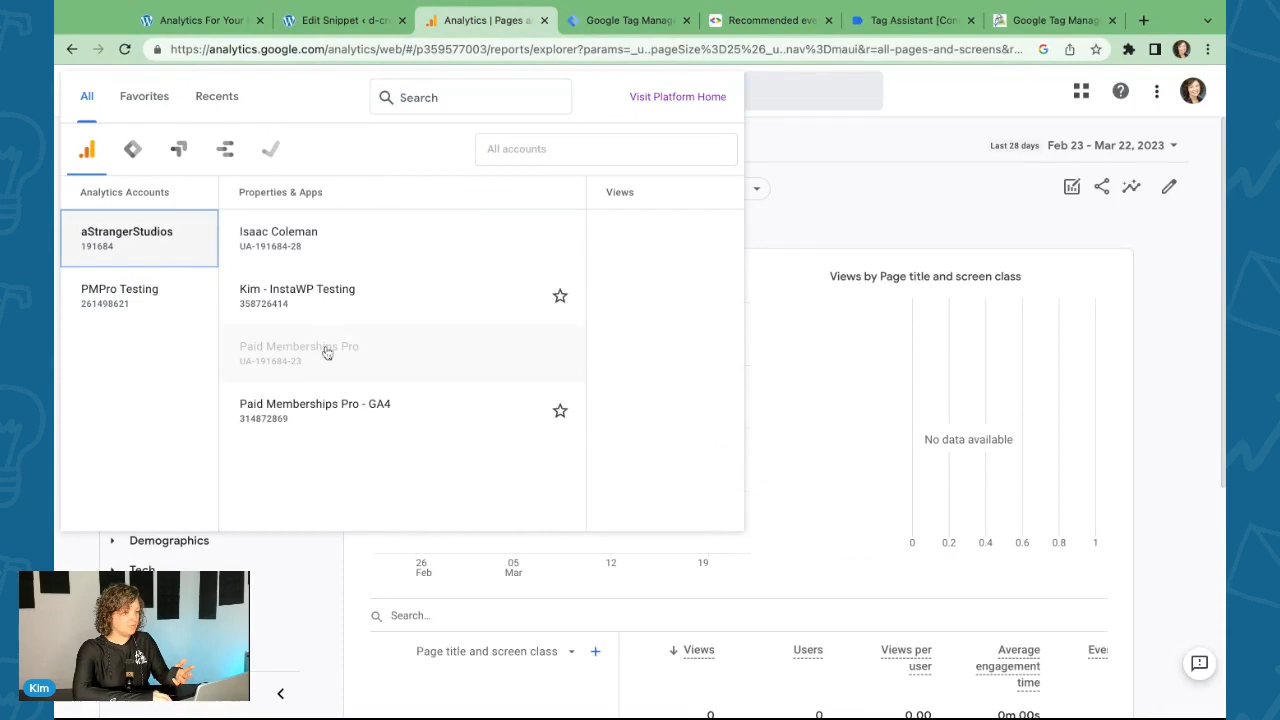 Analytics For Your
Edit Snippet ‹ d-cr
Analytics | Pages a
Google Tag Manage
Recommended eve
Tag Assistant [Con
Google Tag Manag
https://analytics.google.com/analytics/web/#/p359577003/reports/explorer?params=_u..pageSize%3D25%26_u..nav%3Dmaui&r=all-pages-and-screens&r...
All
Favorites
Recents
Search
Visit Platform Home
All accounts
Last 28 days
Feb 23 - Mar 22, 2023
Analytics Accounts
Properties & Apps
Views
aStrangerStudios
191684
PMPro Testing
261498621
Isaac Coleman
UA-191684-28
Kim - InstaWP Testing
358726414
Paid Memberships Pro
UA-191684-23
Paid Memberships Pro - GA4
314872869
Views by Page title and screen class
No data available
0 0.2 0.4 0.6 0.8 1
26 Feb
05 Mar
12
19
Demographics
Tech
Search...
Page title and screen class
Views
Users
Views per user
Average engagement time
Even
0
0
0.00
0m 00s
Kim